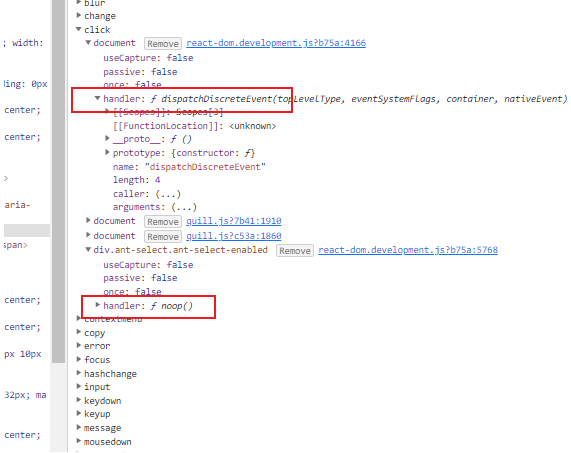 blur
change
click
document Remove react-dom.development.js?b75a:4166
; width:
useCapture: false
passive: false
ding: 0px
once: false
handler: ƒ dispatchDiscreteEvent(topLevelType, eventSystemFlags, container, nativeEvent)
center;
[[Scopes]]: Scopes[3]
[[FunctionLocation]]: <unknown>
center;
__proto__: ƒ ()
prototype: {constructor: ƒ}
name: "dispatchDiscreteEvent"
>
length: 4
caller: (...)
aria-
arguments: (...)
document Remove quill.js?7b41:1910
document Remove quill.js?c53a:1860
span>
div.ant-select.ant-select-enabled Remove react-dom.development.js?b75a:5768
useCapture: false
passive: false
once: false
center;
handler: ƒ noop()
contextmenu
center;
copy
error
px 10px
focus
hashchange
input
32px; ma
keydown
keyup
message
center;
mousedown